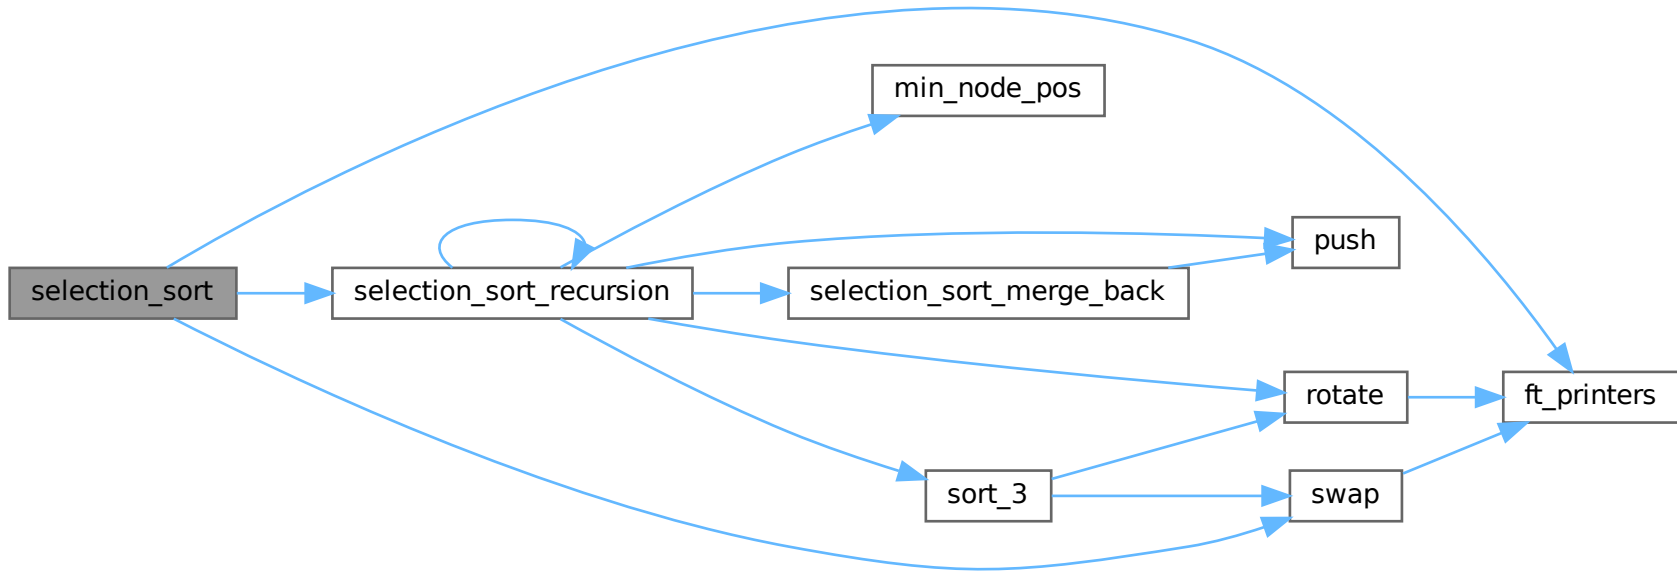 min_node_pos
push
selection_sort
selection_sort_recursion
selection_sort_merge_back
rotate
ft_printers
sort_3
swap